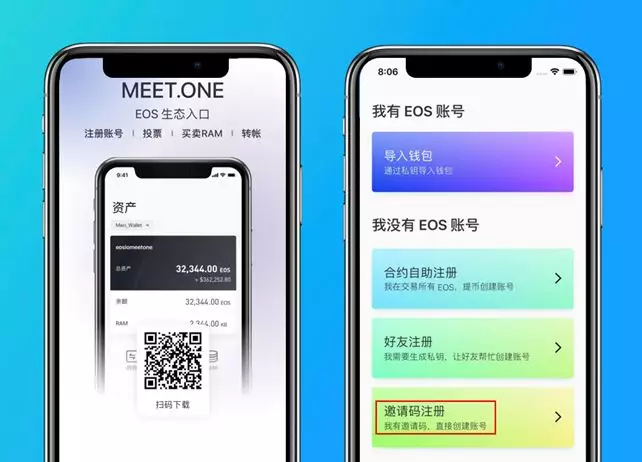 MEET.ONE
EOS 生态入口
注册账号 | 投票 | 买卖RAM | 转帐
9:41
资产
Meet_Wallet
eosiomeetone
总资产
32,344.00 EOS
≈ $362,252.80
余额
32,344.00 EOS
RAM
2,344.00 KB
扫码下载
8:06
我有 EOS 账号
导入钱包
通过私钥导入钱包
我没有 EOS 账号
合约自助注册
我在交易所有 EOS，提币创建账号
好友注册
我需要生成私钥，让好友帮忙创建账号
邀请码注册
我有邀请码，直接创建账号